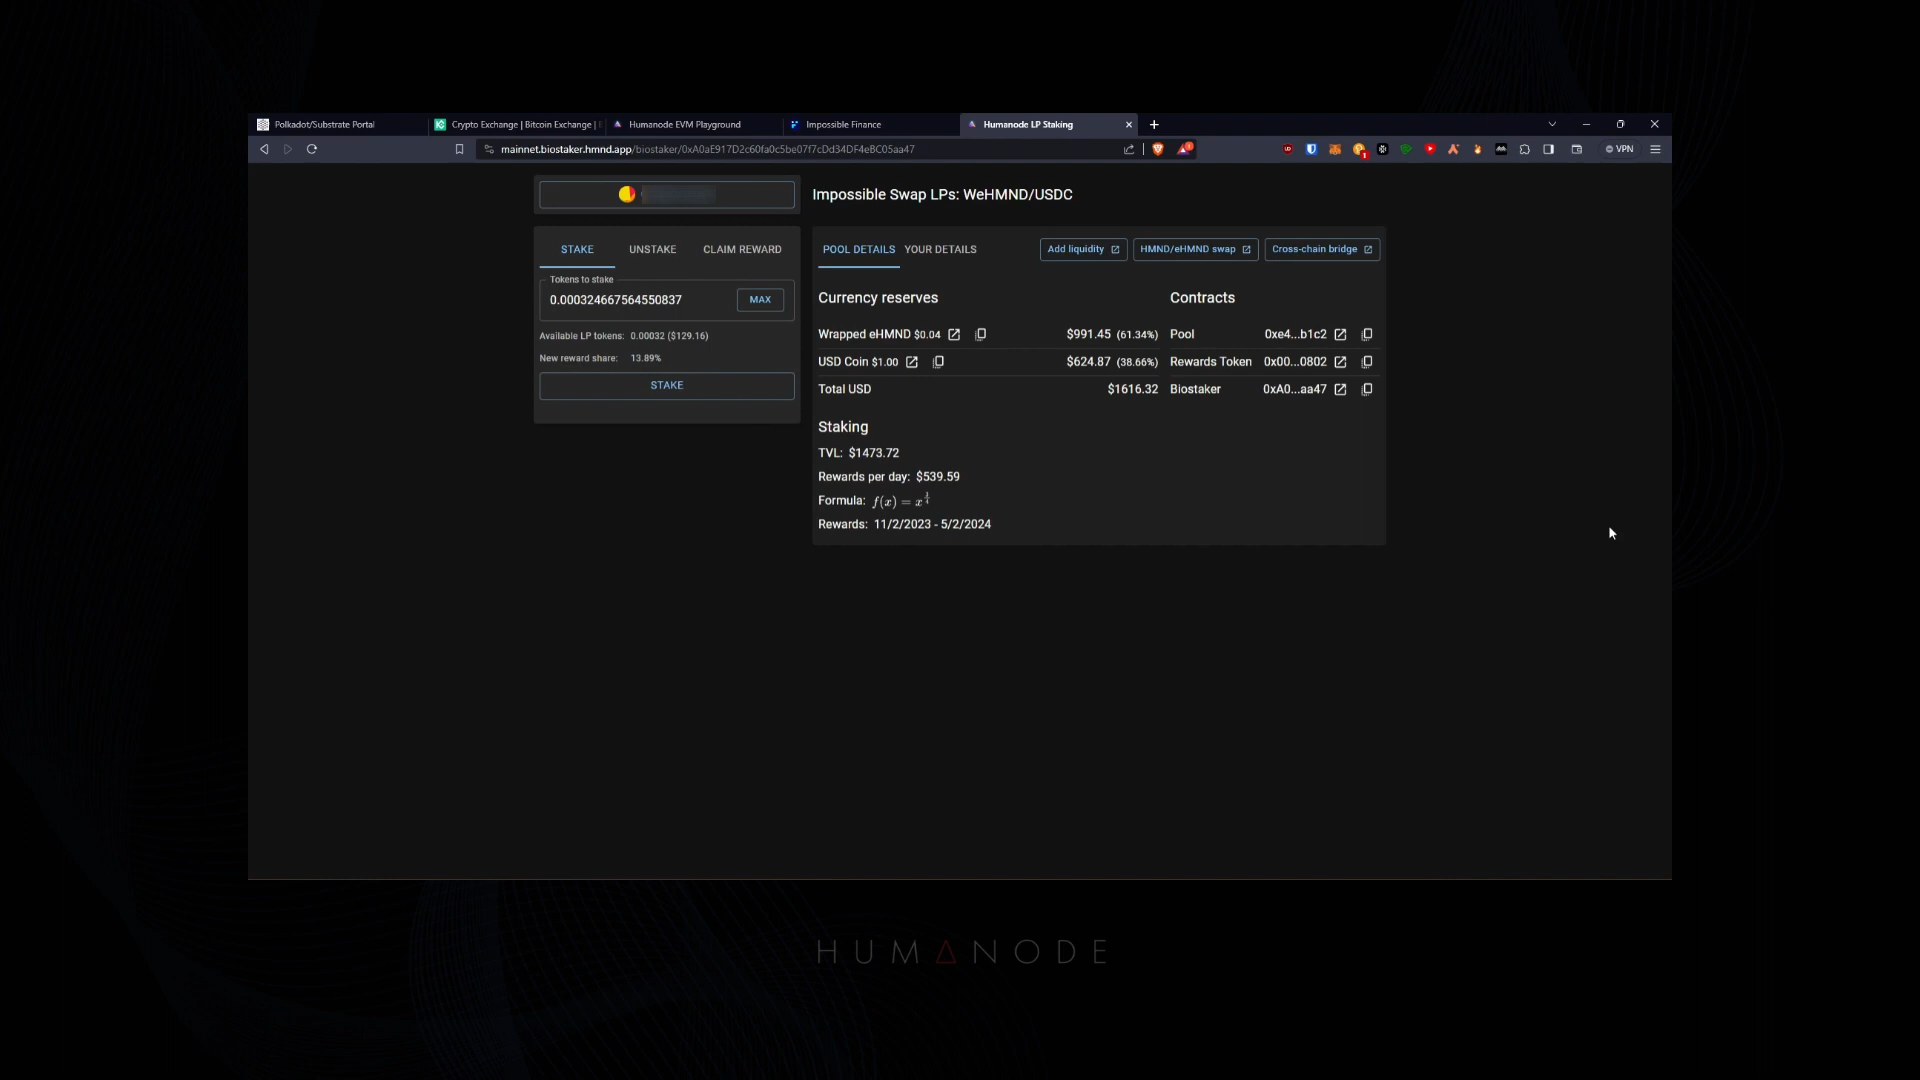 Polkadot/Substrate Portal
Crypto Exchange | Bitcoin Exchange |
Humanode EVM Playground
Impossible Finance
Humanode LP Staking
mainnet.biostaker.hmnd.app/biostaker/0xA0aE917D2c60fa0c5be07f7cDd34DF4eBC05aa47
VPN
Impossible Swap LPs: WeHMND/USDC
STAKE UNSTAKE CLAIM REWARD
Tokens to stake
0.000324667564550837 MAX
Available LP tokens: 0.00032 ($129.16)
New reward share: 13.89%
STAKE
POOL DETAILS YOUR DETAILS
Add liquidity HMND/eHMND swap Cross-chain bridge
Currency reserves
Wrapped eHMND $0.04 $991.45 (61.34%)
USD Coin $1.00 $624.87 (38.66%)
Total USD $1616.32
Contracts
Pool 0xe4...b1c2
Rewards Token 0x00...0802
Biostaker 0xA0...aa47
Staking
TVL: $1473.72
Rewards per day: $539.59
Formula: f(x) = x
Rewards: 11/2/2023 - 5/2/2024
HUMANODE